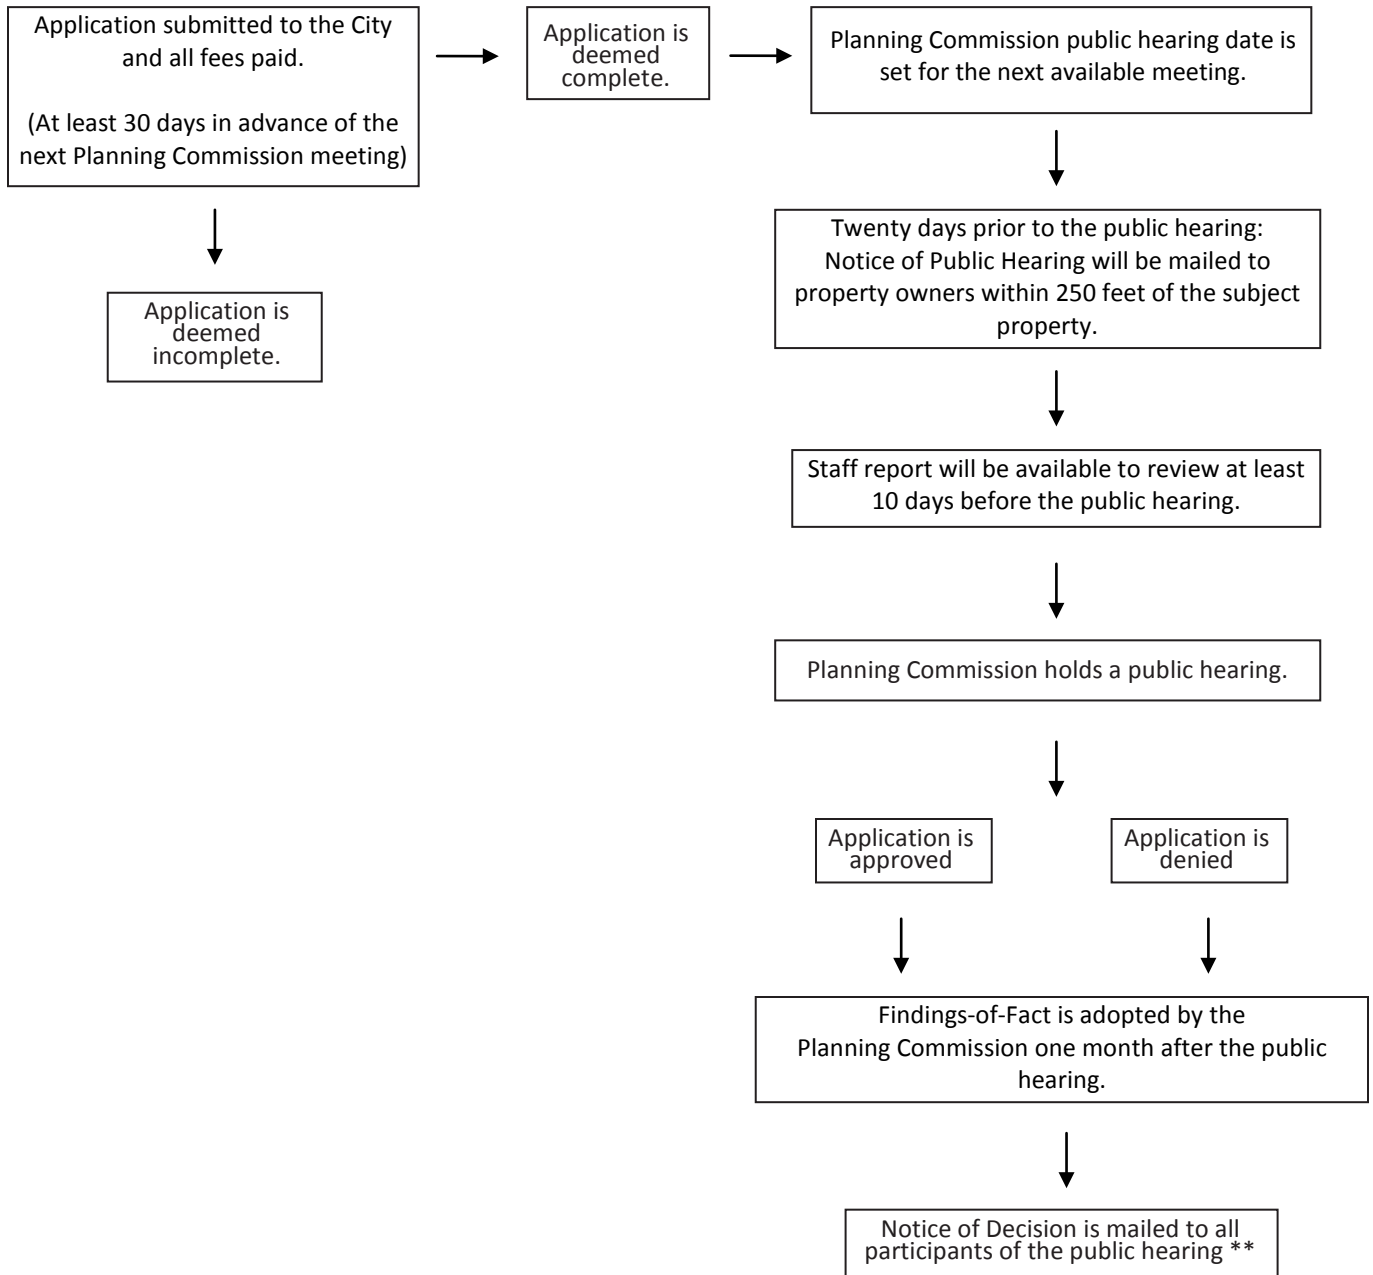 Application submitted to the City
and all fees paid.
(At least 30 days in advance of the
next Planning Commission meeting)
Application is
deemed
complete.
Planning Commission public hearing date is
set for the next available meeting.
Application is
deemed
incomplete.
Twenty days prior to the public hearing:
Notice of Public Hearing will be mailed to
property owners within 250 feet of the subject
property.
Staff report will be available to review at least
10 days before the public hearing.
Planning Commission holds a public hearing.
Application is
approved
Application is
denied
Findings-of-Fact is adopted by the
Planning Commission one month after the public
hearing.
Notice of Decision is mailed to all
participants of the public hearing **